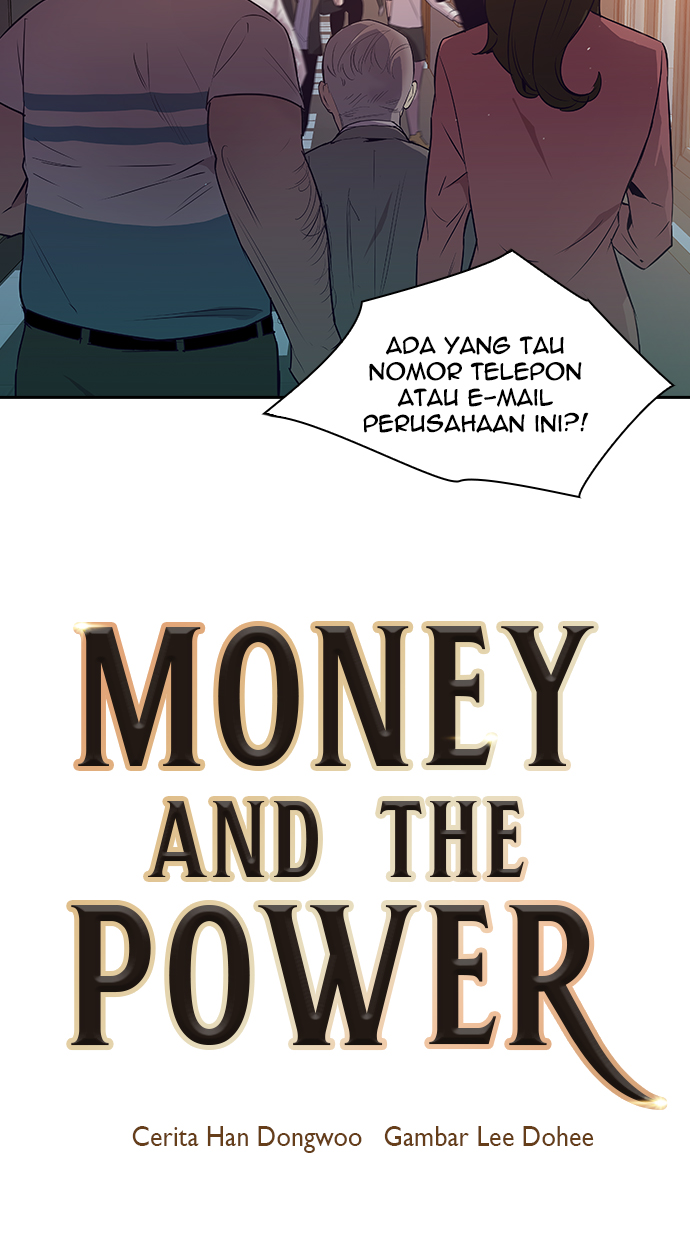 ADA YANG TAU
NOMOR TELEPON
ATAU E-MAIL
PERUSAHAAN INI?!
MONEY
AND THE
POWER
Cerita Han Dongwoo Gambar Lee Dohee